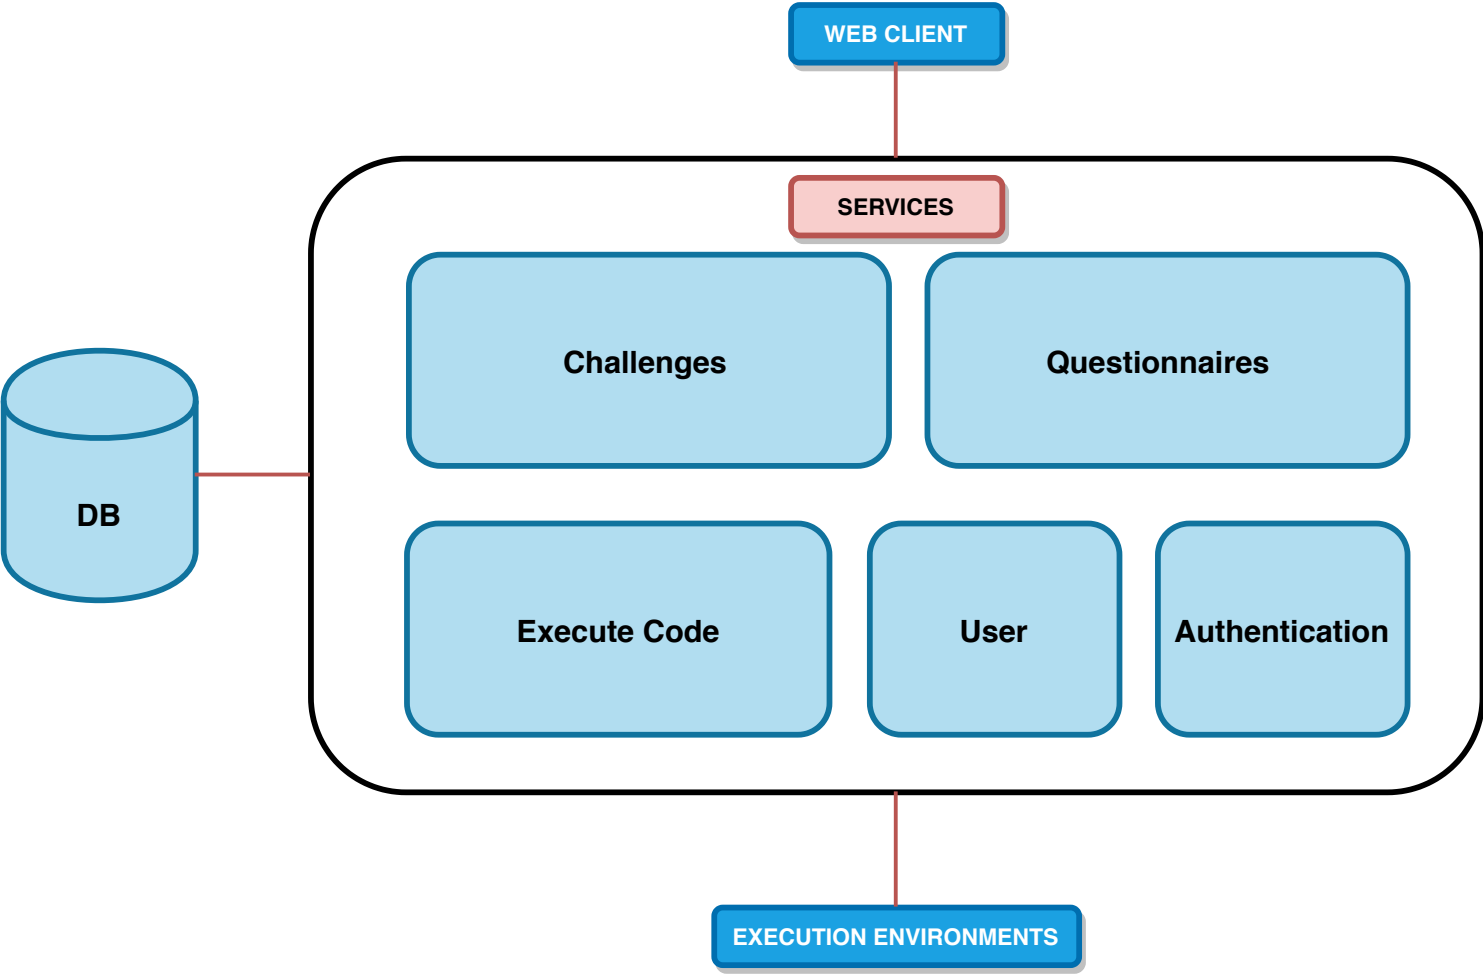 WEB CLIENT
SERVICES
Challenges
Questionnaires
DB
Execute Code
User
Authentication
EXECUTION ENVIRONMENTS